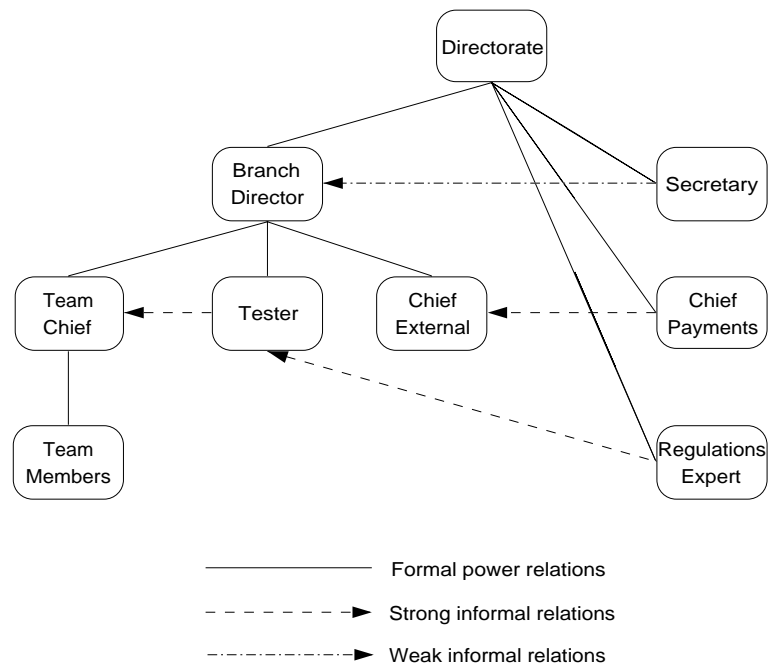 Directorate
Branch
Director
Secretary
Team
Chief
Tester
Chief
External
Chief
Payments
Team
Members
Regulations
Expert
Formal power relations
Strong informal relations
Weak informal relations